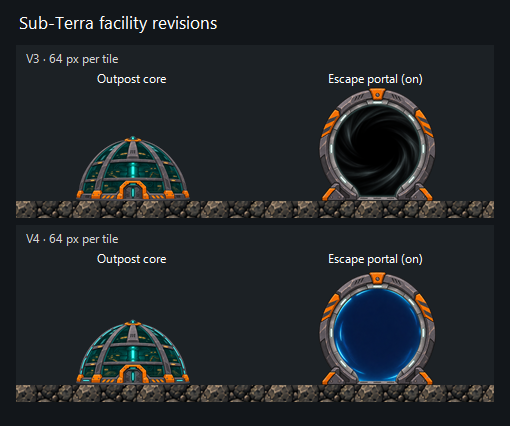 Sub-Terra facility revisions
V3 · 64 px per tile
Outpost core
Escape portal (on)
V4 · 64 px per tile
Outpost core
Escape portal (on)